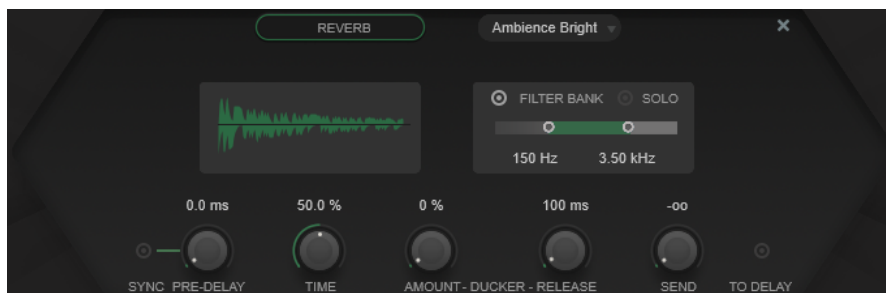 REVERB Ambience Bright
FILTER BANK SOLO
150 Hz 3.50 kHz
0.0 ms 50.0 % 0 % 100 ms -oo
SYNC PRE-DELAY TIME AMOUNT - DUCKER - RELEASE SEND TO DELAY